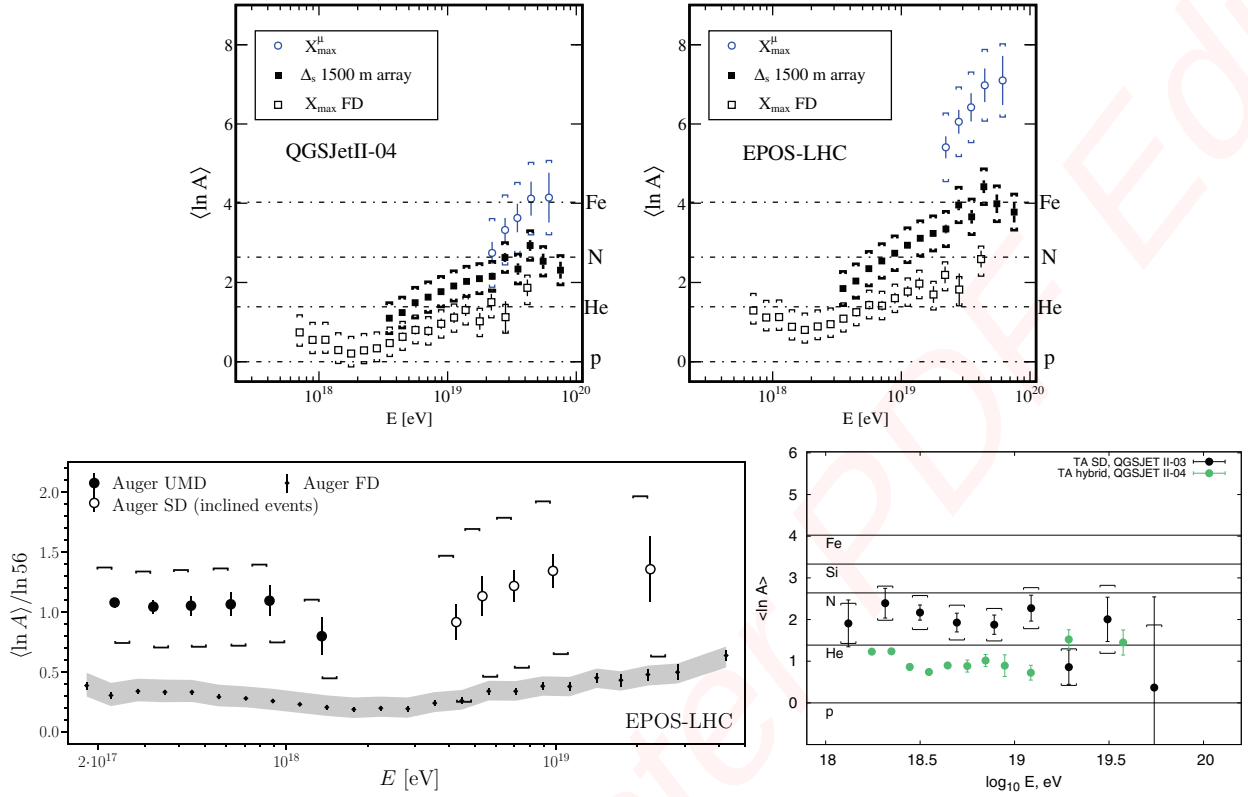 8
6
4
2
0
⟨ln A⟩
X^μ_max
Δ_s 1500 m array
X_max FD
QGSJetII-04
Fe
N
He
p
10^18
10^19
10^20
E [eV]
8
6
4
2
0
⟨ln A⟩
X^μ_max
Δ_s 1500 m array
X_max FD
EPOS-LHC
Fe
N
He
p
10^18
10^19
10^20
E [eV]
2.0
1.5
1.0
0.5
0.0
⟨ln A⟩/ln 56
Auger UMD
Auger FD
Auger SD (inclined events)
EPOS-LHC
2·10^17
10^18
10^19
E [eV]
6
5
4
3
2
1
0
<ln A>
TA SD, QGSJET II-03
TA hybrid, QGSJET II-04
Fe
Si
N
He
p
18
18.5
19
19.5
20
log_10 E, eV
ter PDF Edi